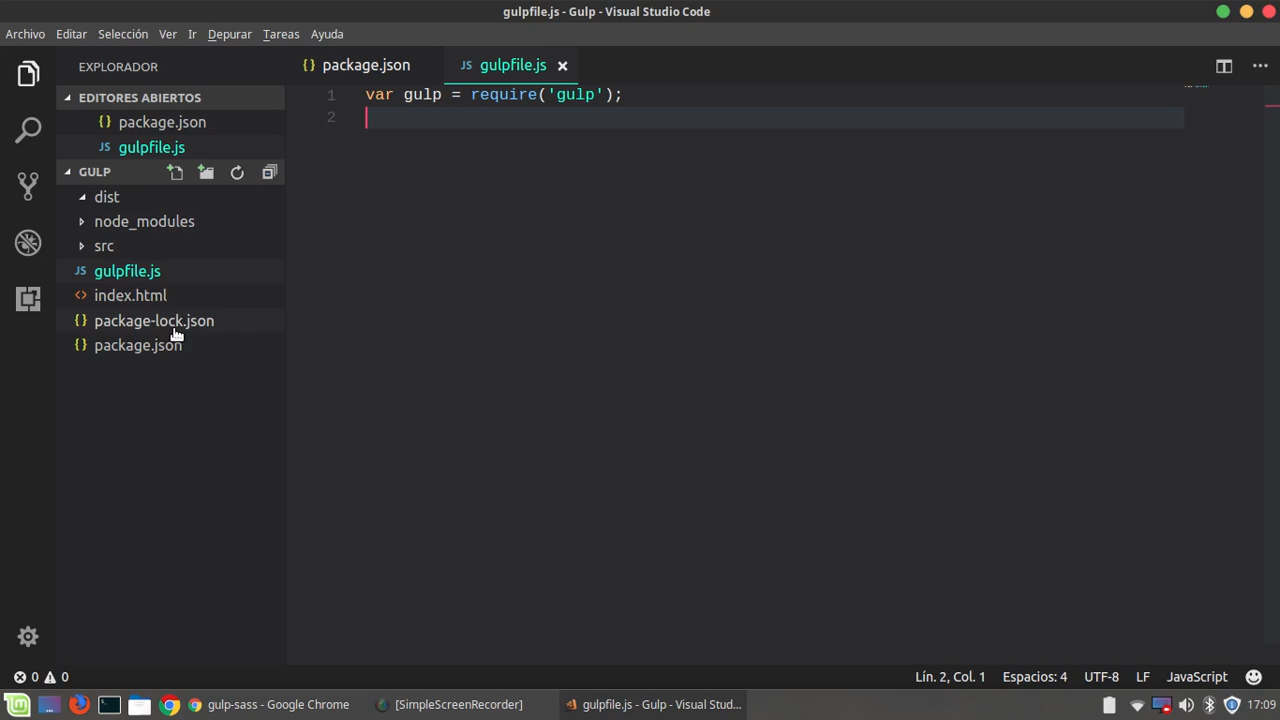 gulpfile.js - Gulp - Visual Studio Code
Archivo Editar Selección Ver Ir Depurar Tareas Ayuda
EXPLORADOR
{ } package.json
JS gulpfile.js
EDITORES ABIERTOS
{ } package.json
JS gulpfile.js
GULP
dist
node_modules
src
JS gulpfile.js
<> index.html
{ } package-lock.json
{ } package.json
1 var gulp = require('gulp');
2
0 0
Lín. 2, Col. 1 Espacios: 4 UTF-8 LF JavaScript
gulp-sass - Google Chrome
[SimpleScreenRecorder]
gulpfile.js - Gulp - Visual Stud...
17:09